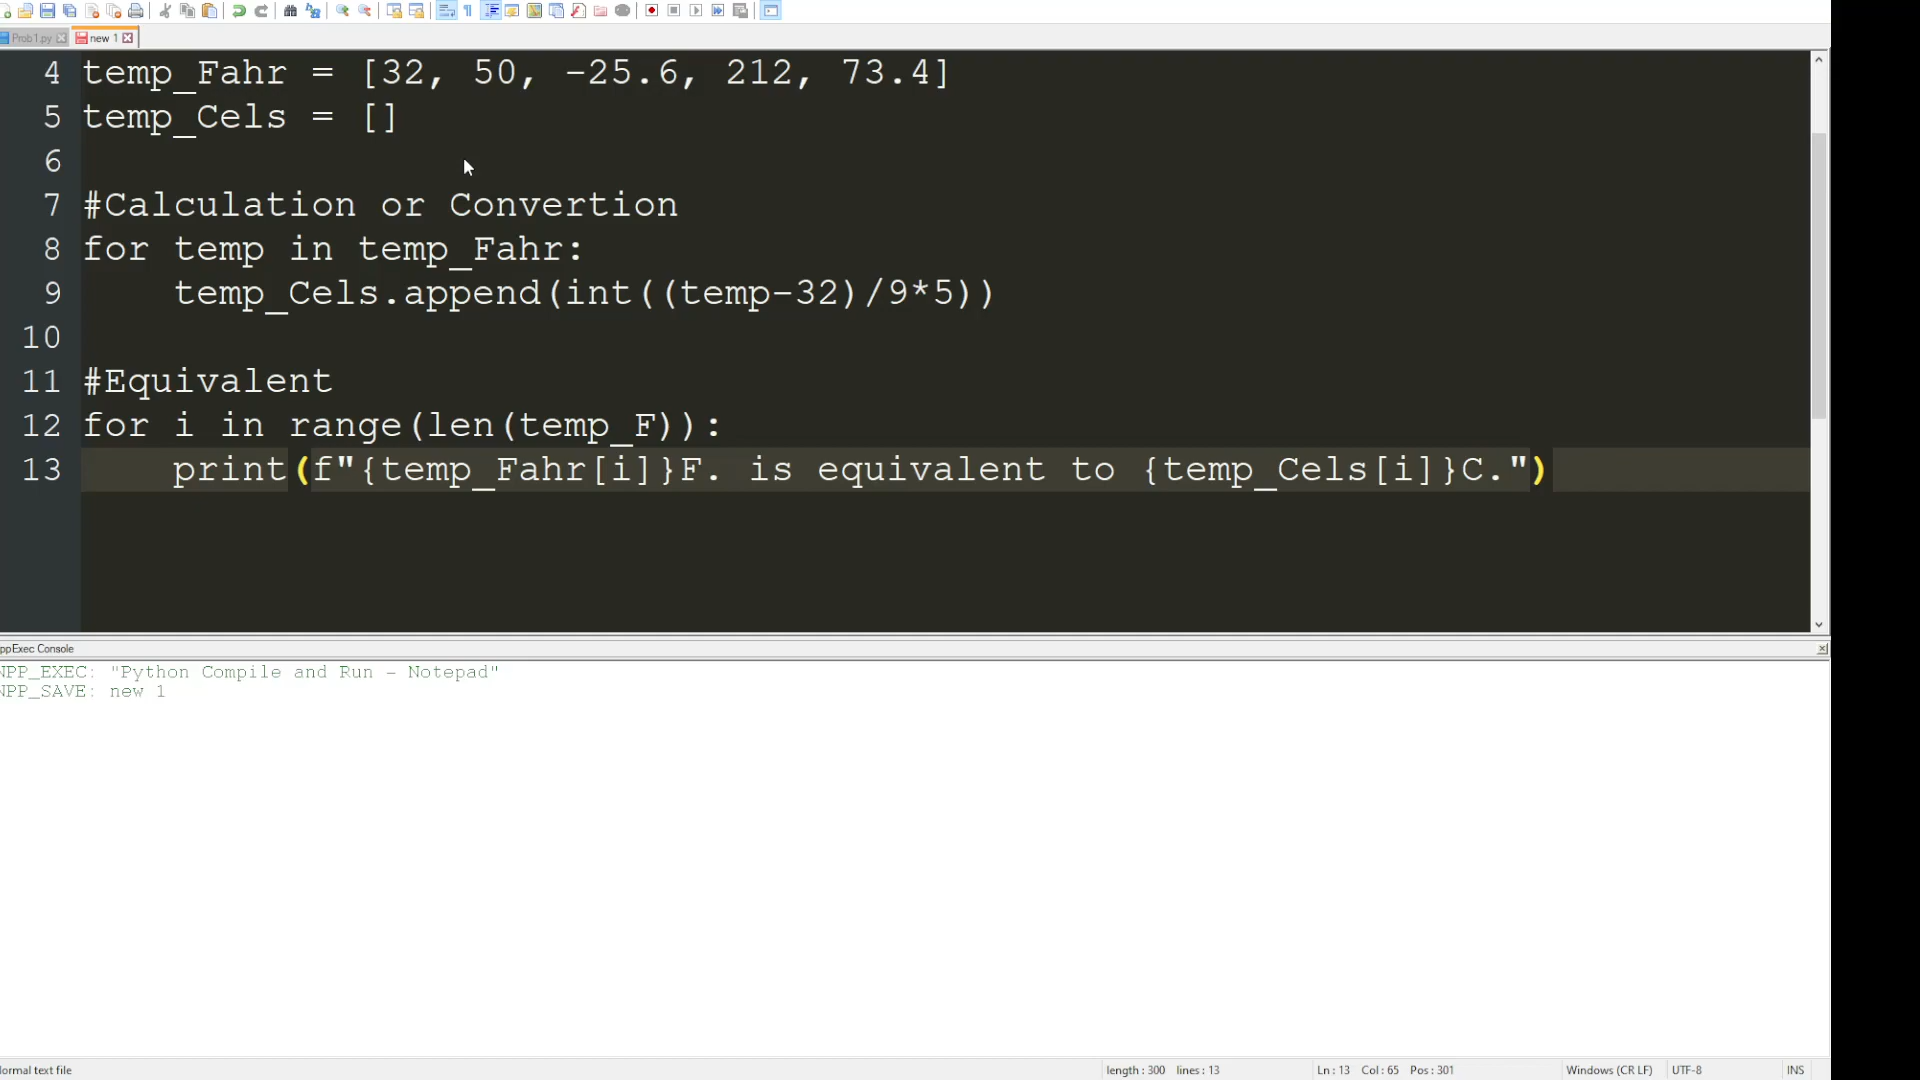 Prob1.py new 1
4 temp_Fahr = [32, 50, -25.6, 212, 73.4]
5 temp_Cels = []
6
7 #Calculation or Convertion
8 for temp in temp_Fahr:
9     temp_Cels.append(int((temp-32)/9*5))
10
11 #Equivalent
12 for i in range(len(temp_F)):
13     print(f"{temp_Fahr[i]}F. is equivalent to {temp_Cels[i]}C.")
ppExec Console
NPP_EXEC: "Python Compile and Run - Notepad"
NPP_SAVE: new 1
ormal text file length : 300 lines : 13 Ln : 13 Col : 65 Pos : 301 Windows (CR LF) UTF-8 INS